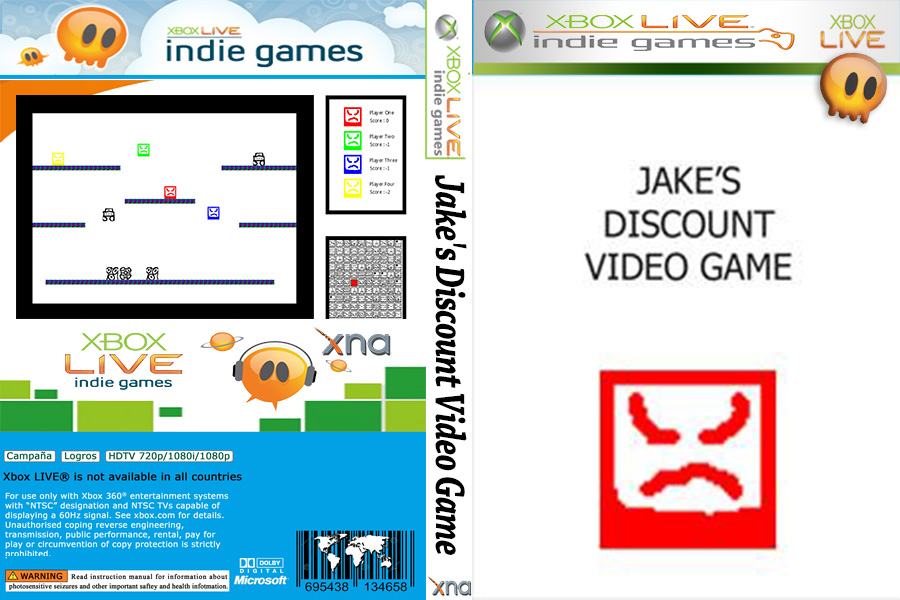 XBOX LIVE
indie games
Player One
Score : 0
Player Two
Score : -1
Player Three
Score : -1
Player Four
Score : -2
XBOX
LIVE
indie games
xna
Campaña
Logros
HDTV 720p/1080i/1080p
Xbox LIVE® is not available in all countries
For use only with Xbox 360® entertainment systems
with "NTSC" designation and NTSC TVs capable of
displaying a 60Hz signal. See xbox.com for details.
Unauthorised coping reverse engineering,
transmission, public performance, rental, pay for
play or circumvention of copy protection is strictly
prohibited.
WARNING Read instruction manual for information about
photosensitive seizures and other important saftey and health infotmation.
DOLBY
DIGITAL
Microsoft
695438 134658
XBOX LIVE
indie games
Jake's Discount Video Game
xna
XBOX LIVE
indie games
XBOX
LIVE
JAKE'S
DISCOUNT
VIDEO GAME